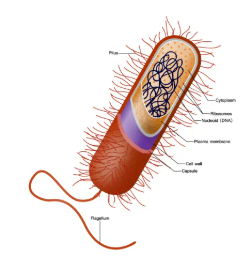 Pilus
Cytoplasm
Ribosomes
Nucleoid (DNA)
Plasma membrane
Cell wall
Capsule
Flagellum